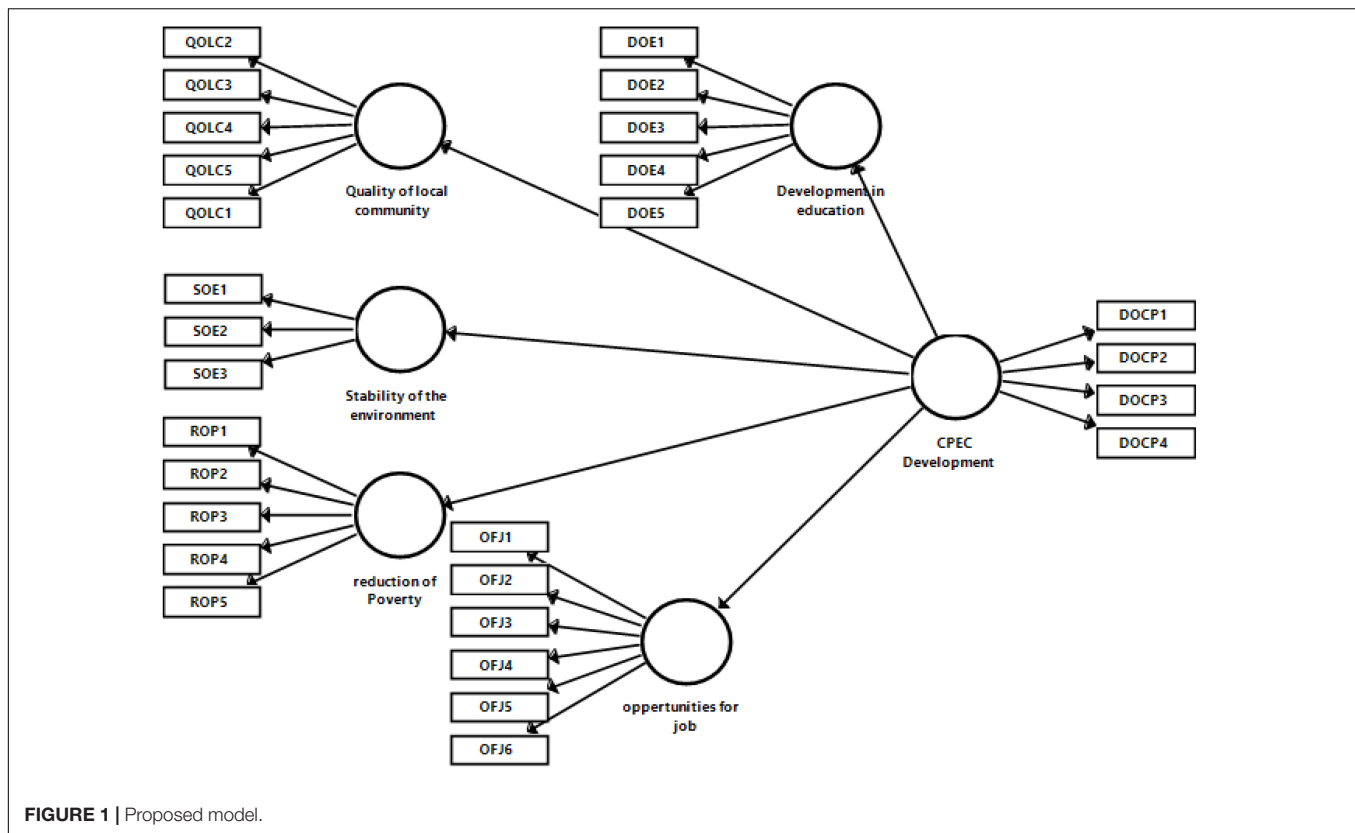 QOLC2
QOLC3
QOLC4
QOLC5
QOLC1
Quality of local
community
DOE1
DOE2
DOE3
DOE4
DOE5
Development in
education
SOE1
SOE2
SOE3
Stability of the
environment
DOCP1
DOCP2
DOCP3
DOCP4
CPEC
Development
ROP1
ROP2
ROP3
ROP4
ROP5
reduction of
Poverty
OFJ1
OFJ2
OFJ3
OFJ4
OFJ5
OFJ6
oppertunities for
job
FIGURE 1 | Proposed model.